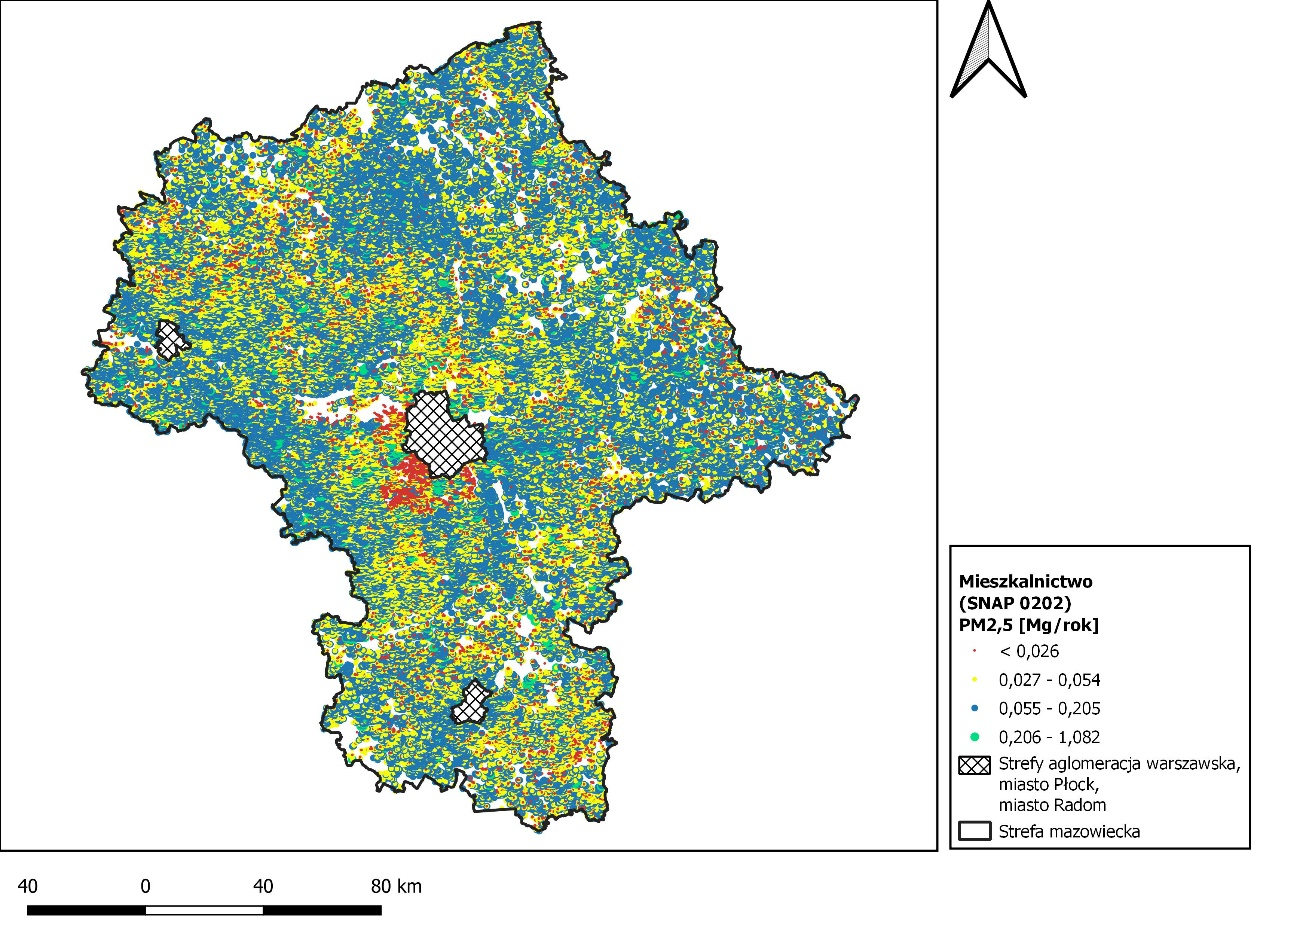 Mieszkalnictwo
(SNAP 0202)
PM2,5 [Mg/rok]
< 0,026
0,027 - 0,054
0,055 - 0,205
0,206 - 1,082
Strefy aglomeracja warszawska,
miasto Płock,
miasto Radom
Strefa mazowiecka
40 0 40 80 km